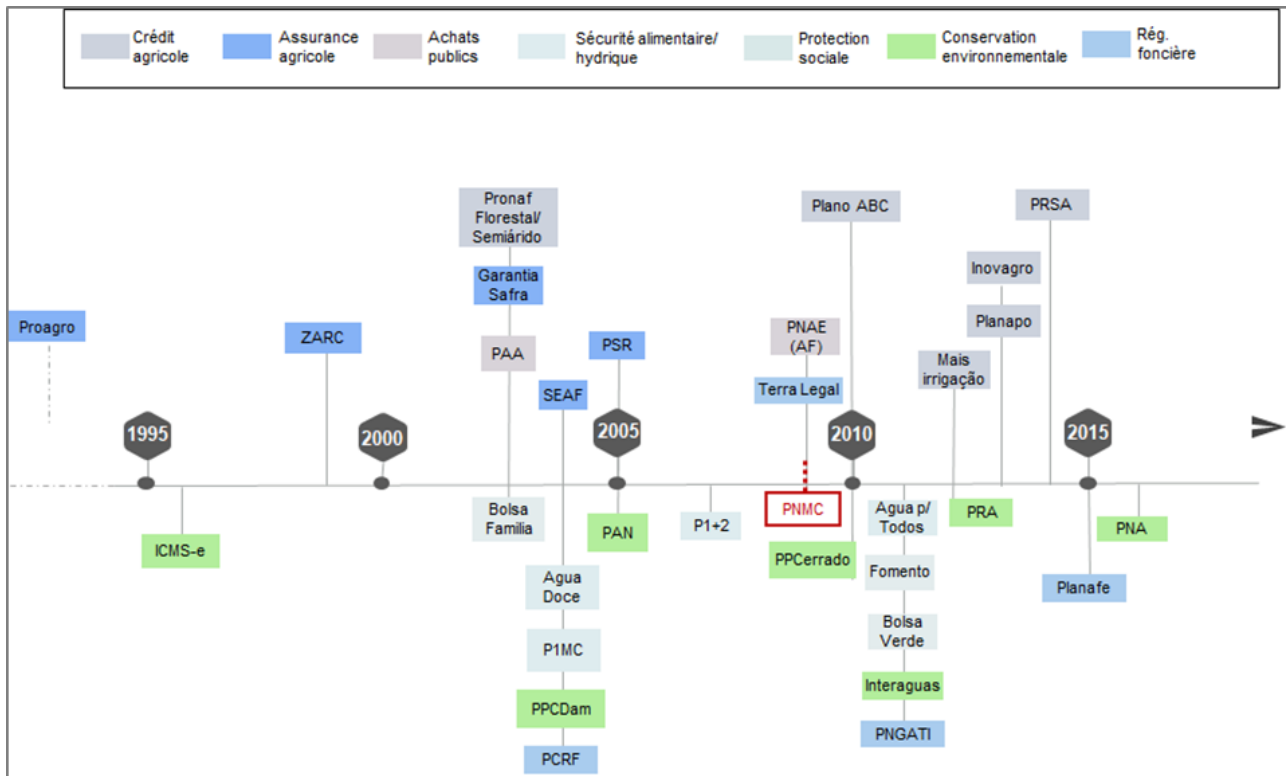 Crédit
agricole
Assurance
agricole
Achats
publics
Sécurité alimentaire/
hydrique
Protection
sociale
Conservation
environnementale
Rég.
foncière
Pronaf
Florestal/
Semiárido
Plano ABC
PRSA
Garantia
Safra
Inovagro
Proagro
ZARC
PAA
PSR
PNAE
(AF)
Planapo
SEAF
Terra Legal
Mais
irrigação
1995
2000
2005
2010
2015
ICMS-e
Bolsa
Familia
PAN
P1+2
PNMC
PPCerrado
Agua p/
Todos
PRA
PNA
Agua
Doce
Fomento
Planafe
P1MC
Bolsa
Verde
PPCDam
Interaguas
PCRF
PNGATI